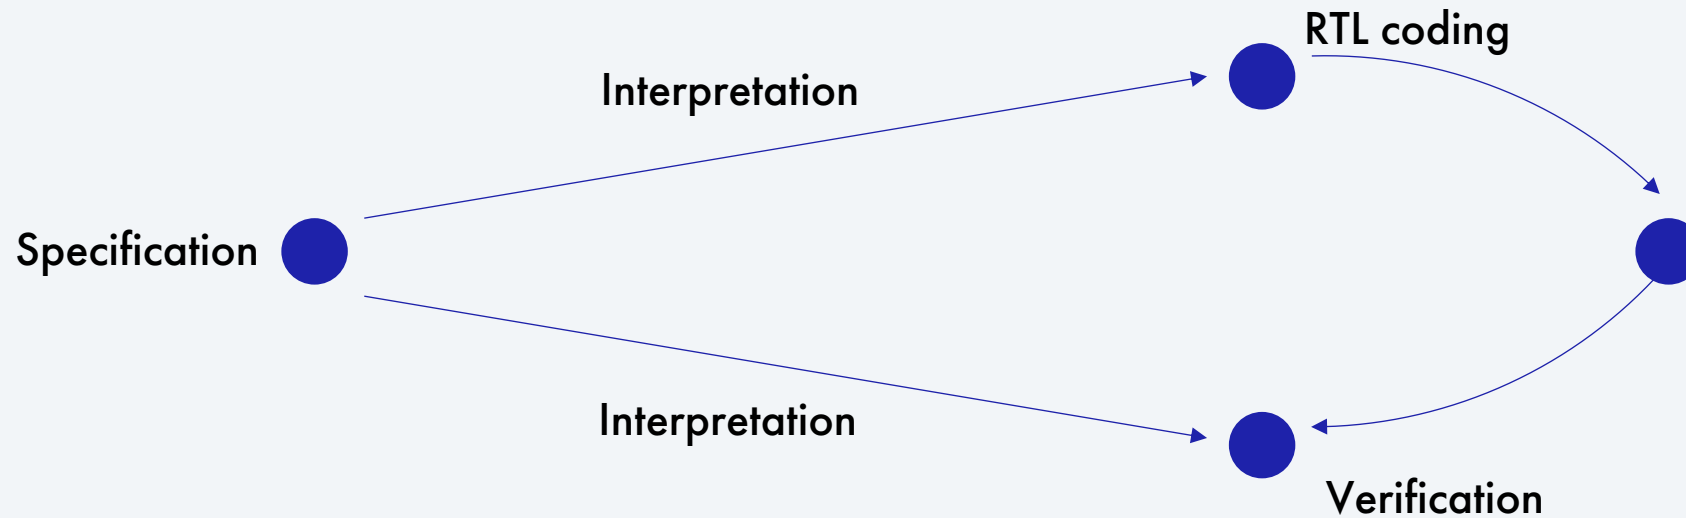 RTL coding
Interpretation
Specification
Interpretation
Verification